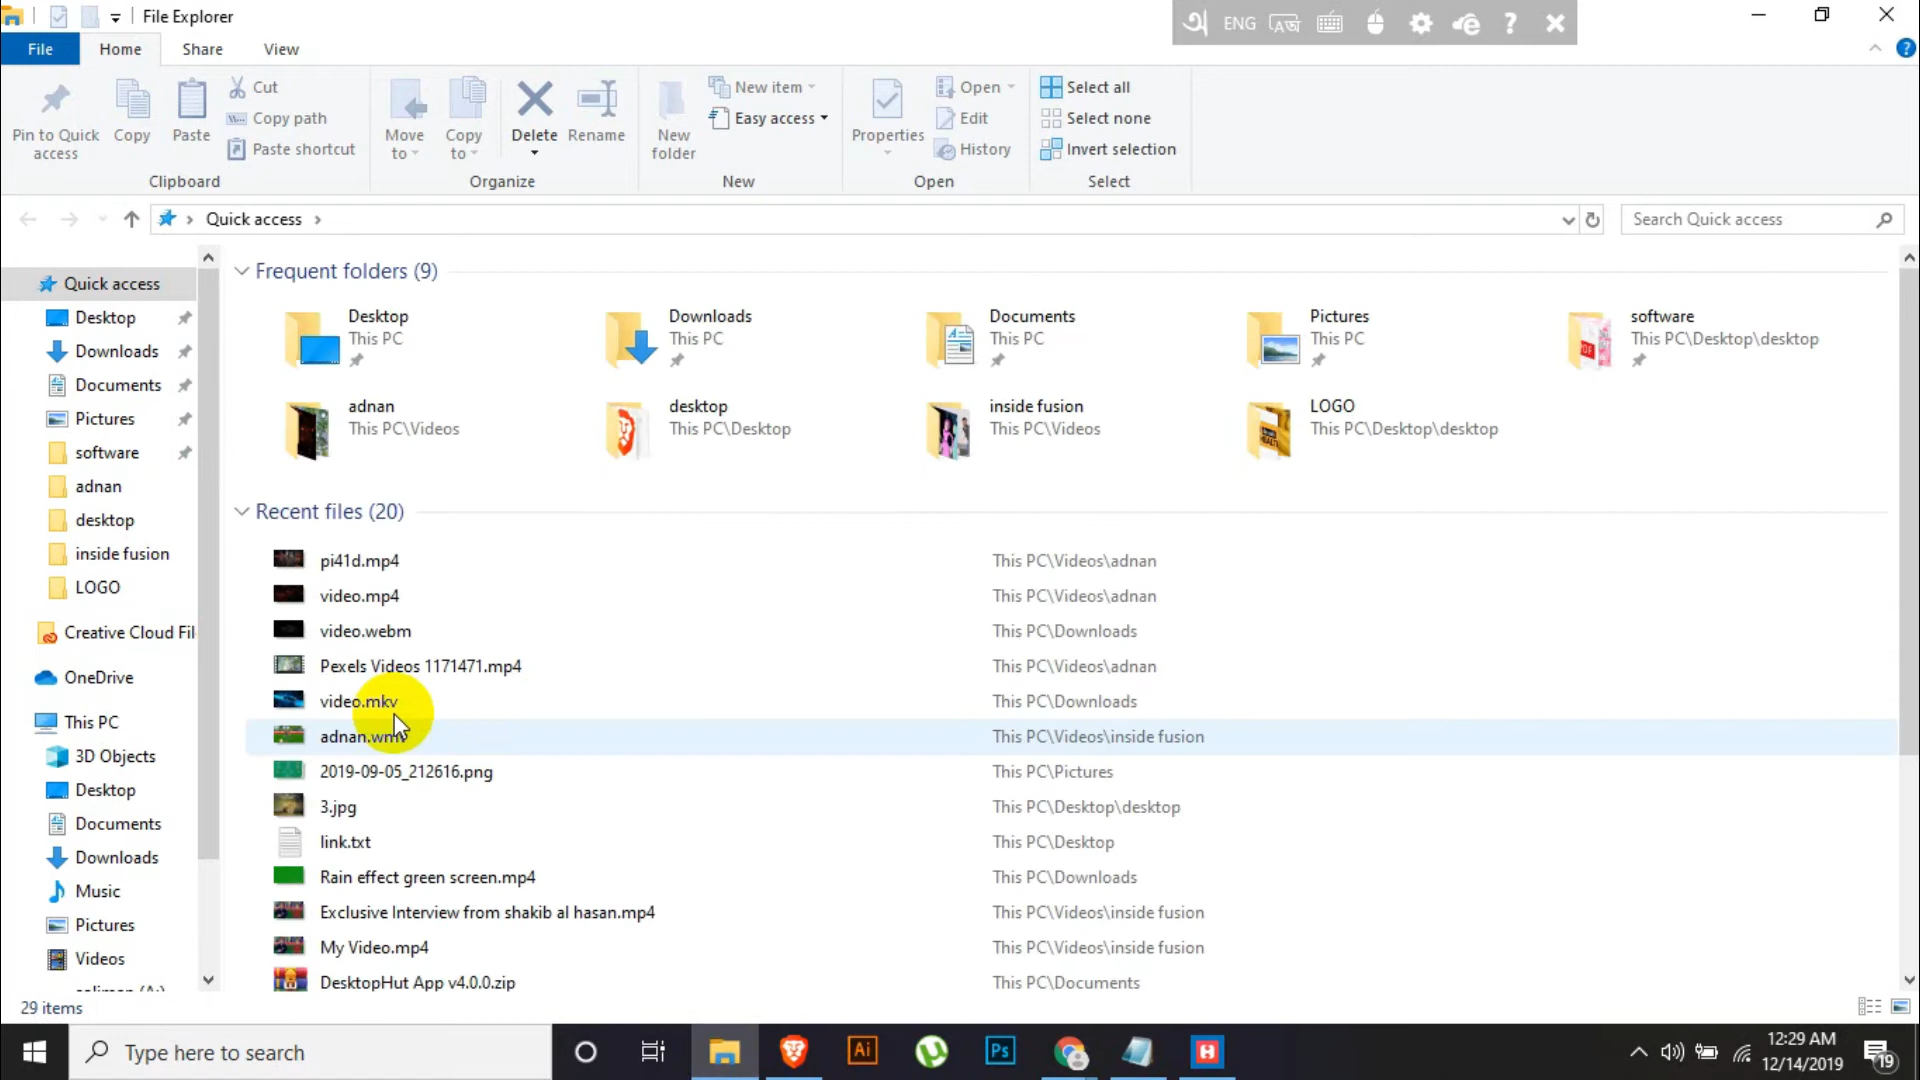 File Explorer
অ ENG
File Home Share View
Pin to Quick access
Copy
Paste
Cut
Copy path
Paste shortcut
Clipboard
Move to
Copy to
Delete
Rename
Organize
New folder
New item
Easy access
New
Properties
Open
Edit
History
Open
Select all
Select none
Invert selection
Select
Quick access
Search Quick access
Quick access
Desktop
Downloads
Documents
Pictures
software
adnan
desktop
inside fusion
LOGO
Creative Cloud Fil
OneDrive
This PC
3D Objects
Desktop
Documents
Downloads
Music
Pictures
Videos
Frequent folders (9)
Desktop
This PC
Downloads
This PC
Documents
This PC
Pictures
This PC
software
This PC\Desktop\desktop
adnan
This PC\Videos
desktop
This PC\Desktop
inside fusion
This PC\Videos
LOGO
This PC\Desktop\desktop
Recent files (20)
pi41d.mp4 This PC\Videos\adnan
video.mp4 This PC\Videos\adnan
video.webm This PC\Downloads
Pexels Videos 1171471.mp4 This PC\Videos\adnan
video.mkv This PC\Downloads
adnan.wmv This PC\Videos\inside fusion
2019-09-05_212616.png This PC\Pictures
3.jpg This PC\Desktop\desktop
link.txt This PC\Desktop
Rain effect green screen.mp4 This PC\Downloads
Exclusive Interview from shakib al hasan.mp4 This PC\Videos\inside fusion
My Video.mp4 This PC\Videos\inside fusion
DesktopHut App v4.0.0.zip This PC\Documents
29 items
Type here to search
Ai
Ps
12:29 AM
12/14/2019
19